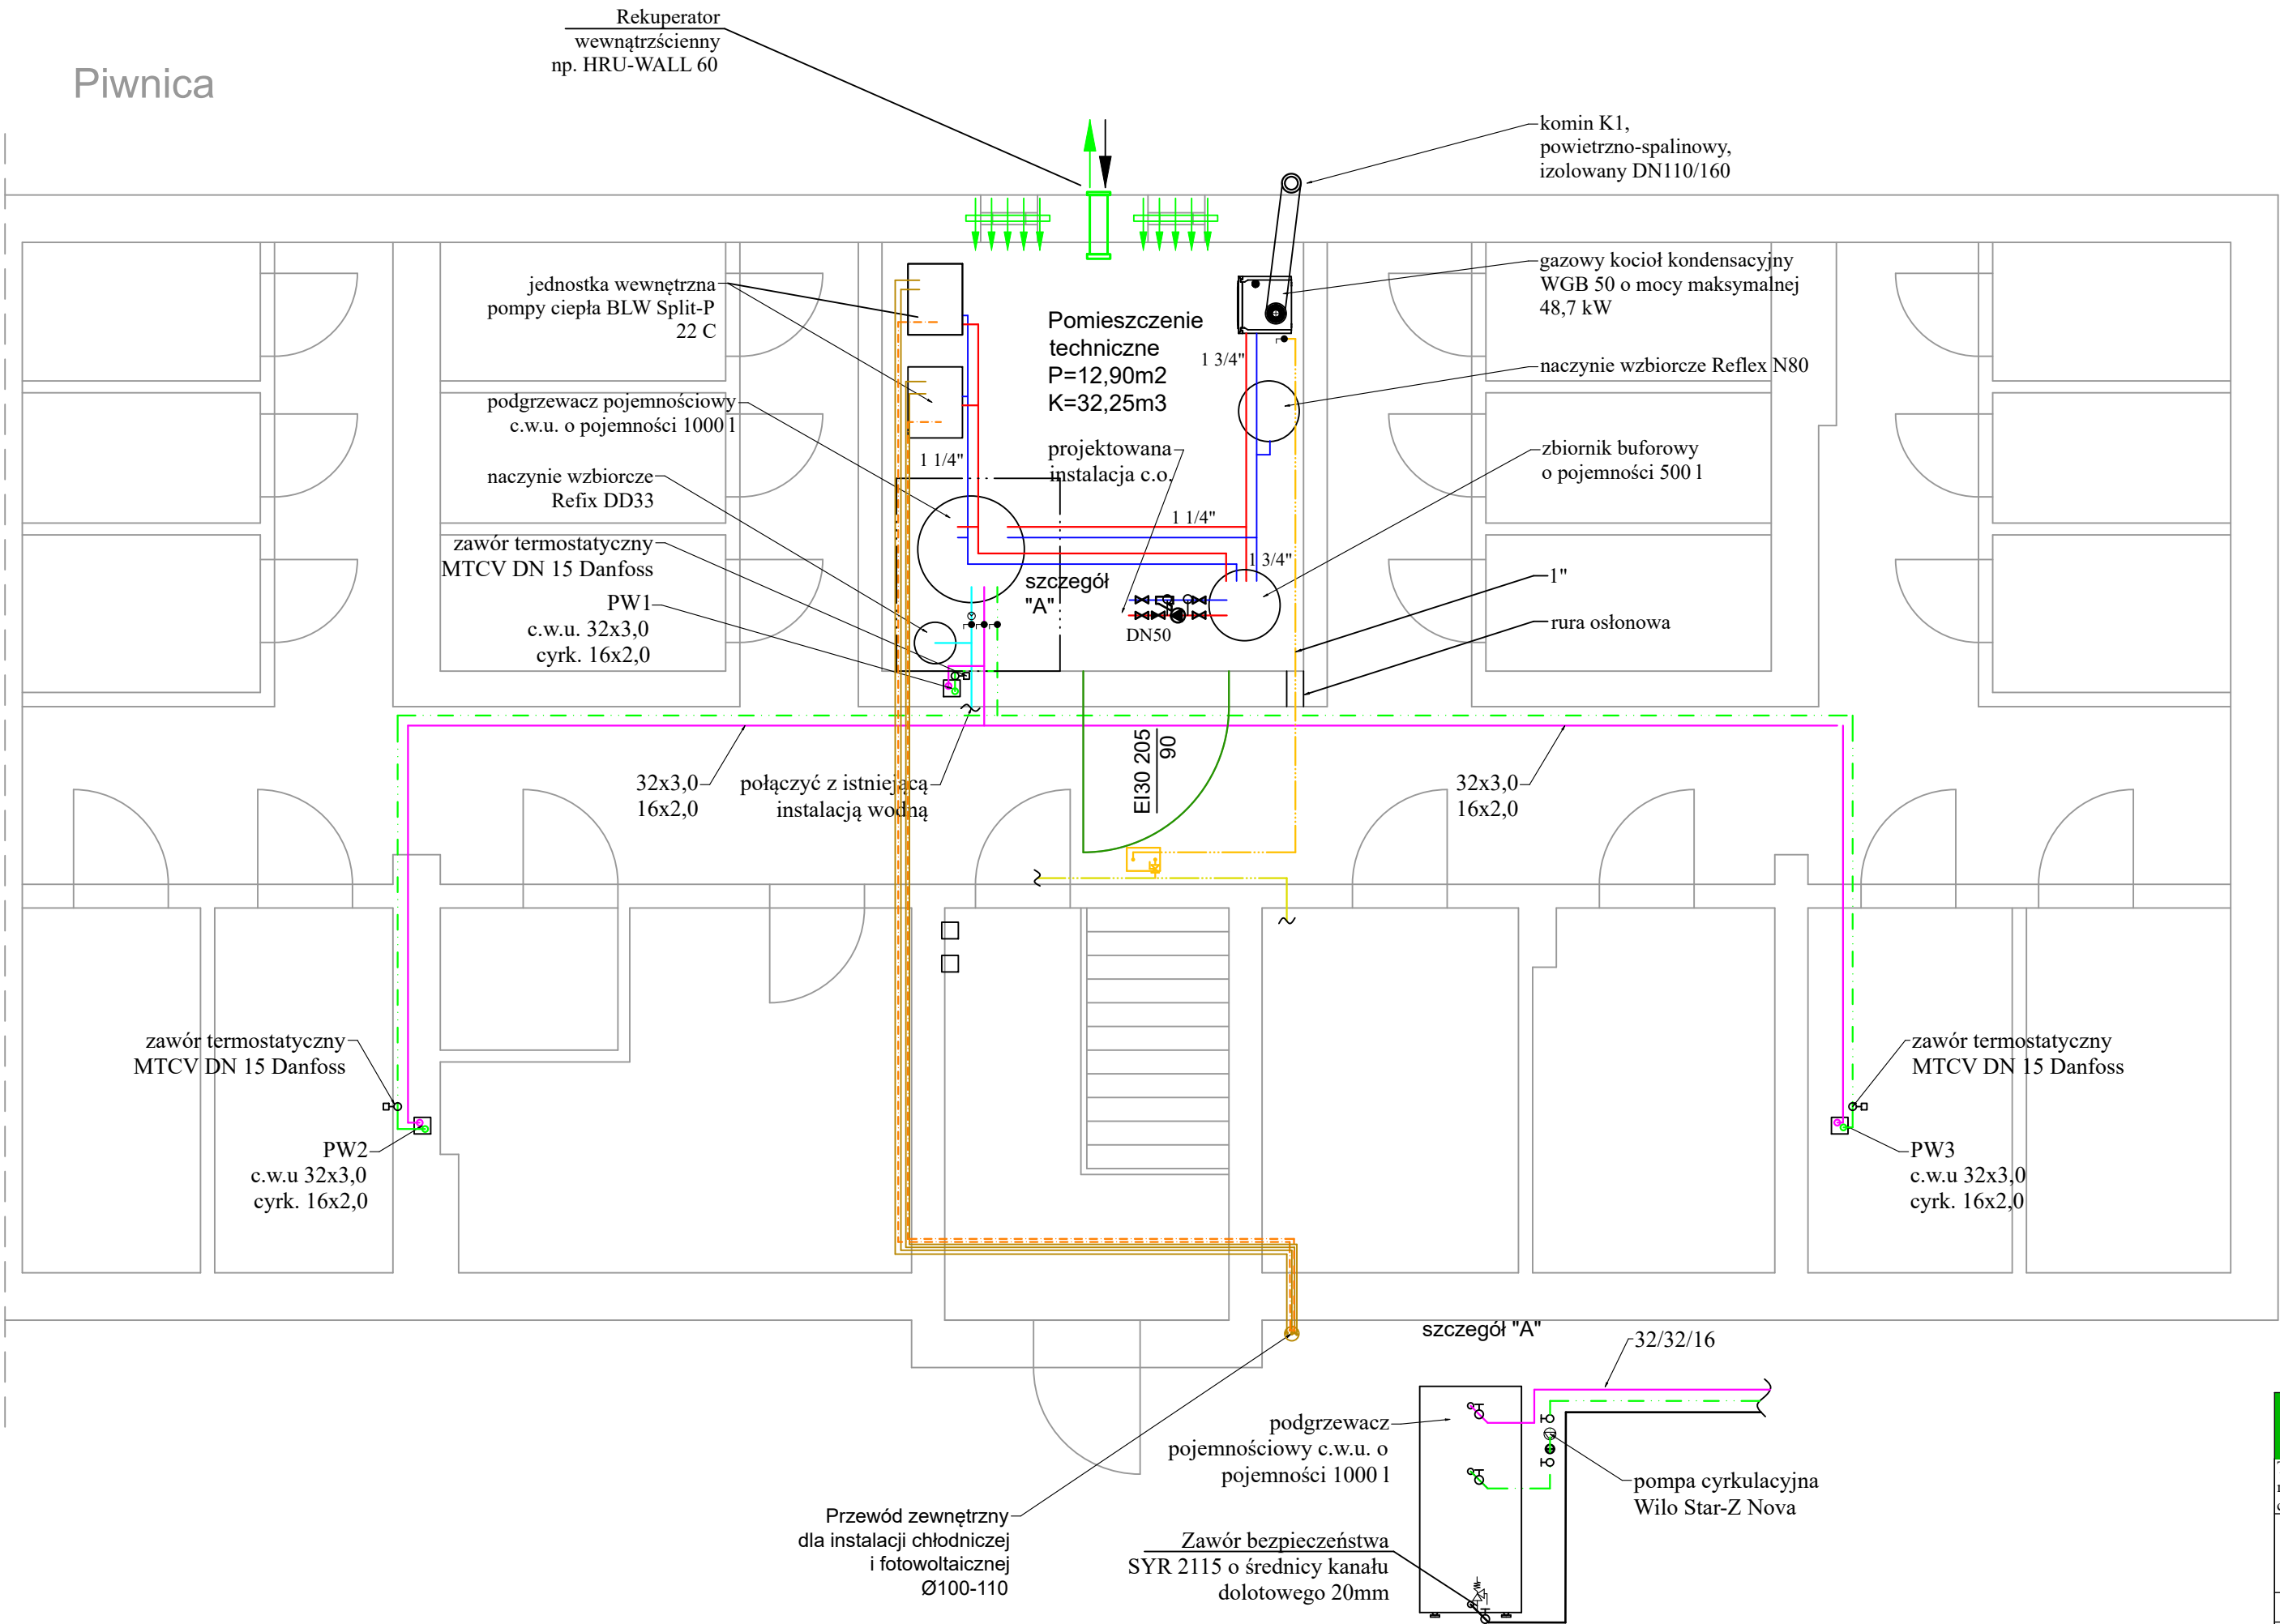 Rekuperator
wewnątrzścienny
np. HRU-WALL 60
Piwnica
komin K1,
powietrzno-spalinowy,
izolowany DN110/160
jednostka wewnętrzna
pompy ciepła BLW Split-P
22 C
gazowy kocioł kondensacyjny
WGB 50 o mocy maksymalnej
48,7 kW
Pomieszczenie
techniczne
P=12,90m2
K=32,25m3
1 3/4"
naczynie wzbiorcze Reflex N80
podgrzewacz pojemnościowy
c.w.u. o pojemności 1000 l
1 1/4"
projektowana
instalacja c.o.
zbiornik buforowy
o pojemności 500 l
naczynie wzbiorcze
Refix DD33
1 1/4"
zawór termostatyczny
MTCV DN 15 Danfoss
1 3/4"
szczegół
"A"
1"
PW1
c.w.u. 32x3,0
cyrk. 16x2,0
DN50
rura osłonowa
EI30 205
90
32x3,0
16x2,0
połączyć z istniejącą
instalacją wodną
32x3,0
16x2,0
zawór termostatyczny
MTCV DN 15 Danfoss
zawór termostatyczny
MTCV DN 15 Danfoss
PW2
c.w.u 32x3,0
cyrk. 16x2,0
PW3
c.w.u 32x3,0
cyrk. 16x2,0
szczegół "A"
32/32/16
podgrzewacz
pojemnościowy c.w.u. o
pojemności 1000 l
pompa cyrkulacyjna
Wilo Star-Z Nova
Przewód zewnętrzny
dla instalacji chłodniczej
i fotowoltaicznej
Ø100-110
Zawór bezpieczeństwa
SYR 2115 o średnicy kanału
dolotowego 20mm